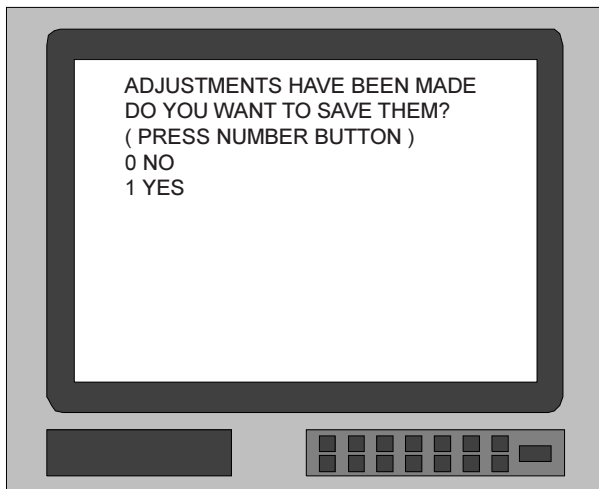 ADJUSTMENTS HAVE BEEN MADE
DO YOU WANT TO SAVE THEM?
( PRESS NUMBER BUTTON )
0 NO
1 YES